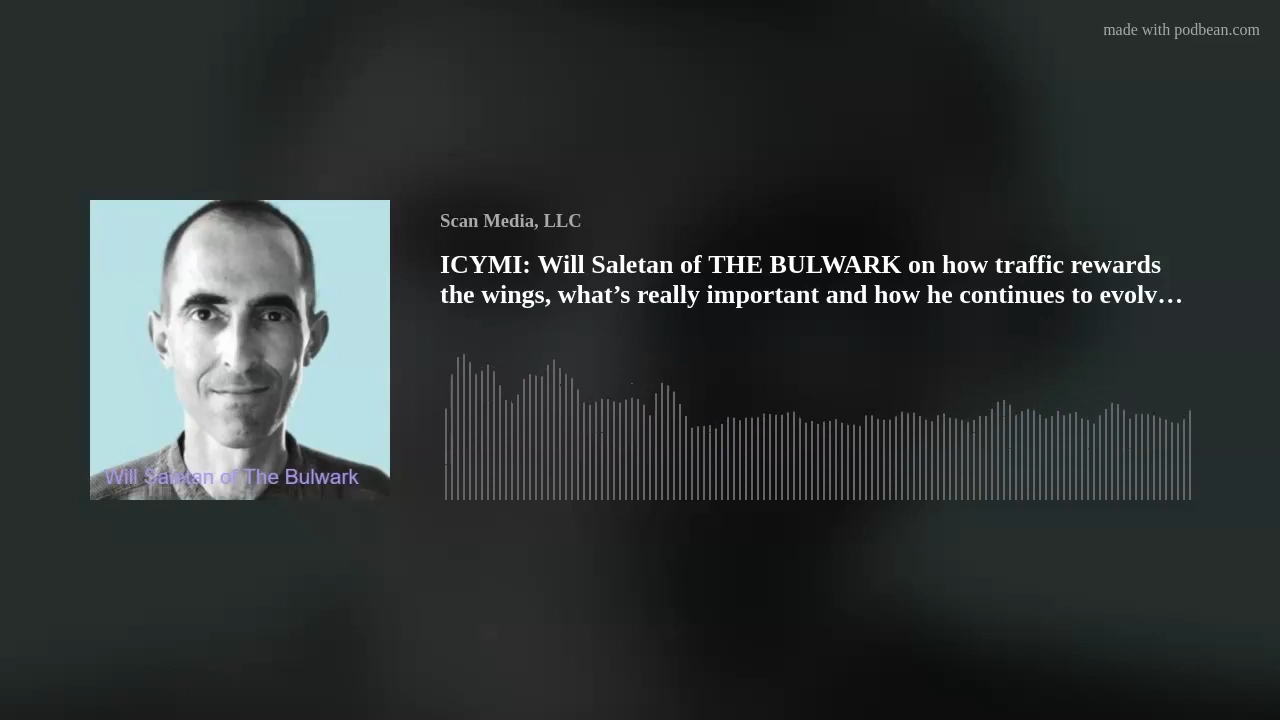 made with podbean.com
Scan Media, LLC
ICYMI: Will Saletan of THE BULWARK on how traffic rewards
the wings, what’s really important and how he continues to evolv…
Will Saletan of The Bulwark